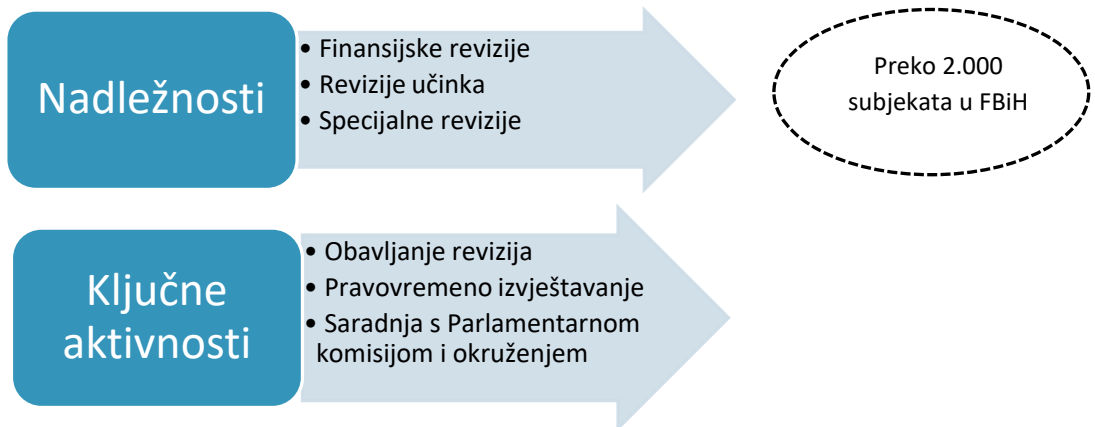 Nadležnosti
• Finansijske revizije
• Revizije učinka
• Specijalne revizije
Preko 2.000
subjekata u FBiH
Ključne
aktivnosti
• Obavljanje revizija
• Pravovremeno izvještavanje
• Saradnja s Parlamentarnom
komisijom i okruženjem